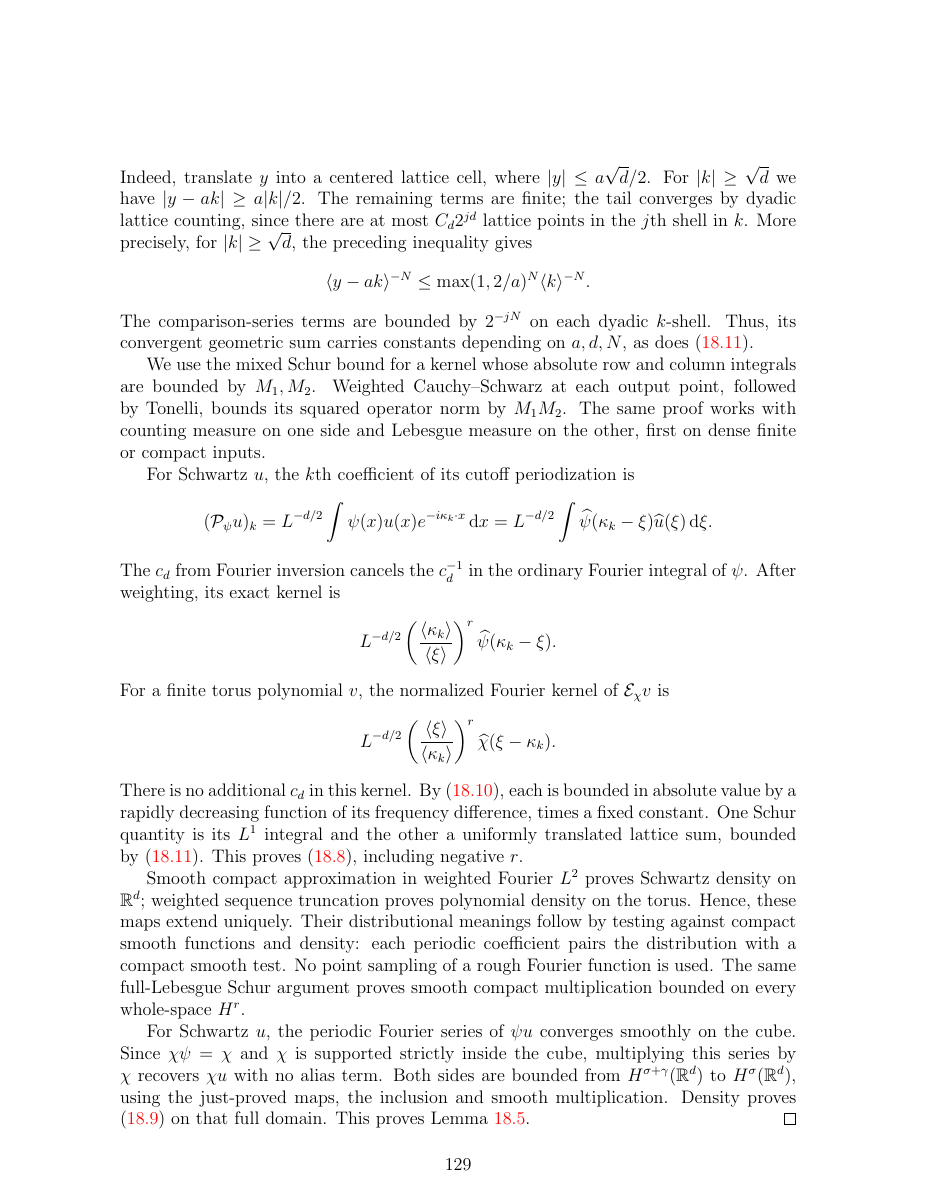 Indeed, translate y into a centered lattice cell, where |y| ≤ a√d/2. For |k| ≥ √d we
have |y − ak| ≥ a|k|/2. The remaining terms are finite; the tail converges by dyadic
lattice counting, since there are at most C_d2^{jd} lattice points in the jth shell in k. More
precisely, for |k| ≥ √d, the preceding inequality gives
⟨y − ak⟩^{−N} ≤ max(1, 2/a)^N⟨k⟩^{−N}.
The comparison-series terms are bounded by 2^{−jN} on each dyadic k-shell. Thus, its
convergent geometric sum carries constants depending on a, d, N, as does (18.11).
We use the mixed Schur bound for a kernel whose absolute row and column integrals
are bounded by M_1, M_2. Weighted Cauchy–Schwarz at each output point, followed
by Tonelli, bounds its squared operator norm by M_1M_2. The same proof works with
counting measure on one side and Lebesgue measure on the other, first on dense finite
or compact inputs.
For Schwartz u, the kth coefficient of its cutoff periodization is
(𝒫_ψu)_k = L^{−d/2} ∫ ψ(x)u(x)e^{−iκ_k·x} dx = L^{−d/2} ∫ ψ̂(κ_k − ξ)û(ξ) dξ.
The c_d from Fourier inversion cancels the c_d^{−1} in the ordinary Fourier integral of ψ. After
weighting, its exact kernel is
L^{−d/2} (⟨κ_k⟩/⟨ξ⟩)^r ψ̂(κ_k − ξ).
For a finite torus polynomial v, the normalized Fourier kernel of ℰ_χv is
L^{−d/2} (⟨ξ⟩/⟨κ_k⟩)^r χ̂(ξ − κ_k).
There is no additional c_d in this kernel. By (18.10), each is bounded in absolute value by a
rapidly decreasing function of its frequency difference, times a fixed constant. One Schur
quantity is its L^1 integral and the other a uniformly translated lattice sum, bounded
by (18.11). This proves (18.8), including negative r.
Smooth compact approximation in weighted Fourier L^2 proves Schwartz density on
ℝ^d; weighted sequence truncation proves polynomial density on the torus. Hence, these
maps extend uniquely. Their distributional meanings follow by testing against compact
smooth functions and density: each periodic coefficient pairs the distribution with a
compact smooth test. No point sampling of a rough Fourier function is used. The same
full-Lebesgue Schur argument proves smooth compact multiplication bounded on every
whole-space H^r.
For Schwartz u, the periodic Fourier series of ψu converges smoothly on the cube.
Since χψ = χ and χ is supported strictly inside the cube, multiplying this series by
χ recovers χu with no alias term. Both sides are bounded from H^{σ+γ}(ℝ^d) to H^σ(ℝ^d),
using the just-proved maps, the inclusion and smooth multiplication. Density proves
(18.9) on that full domain. This proves Lemma 18.5. □
129